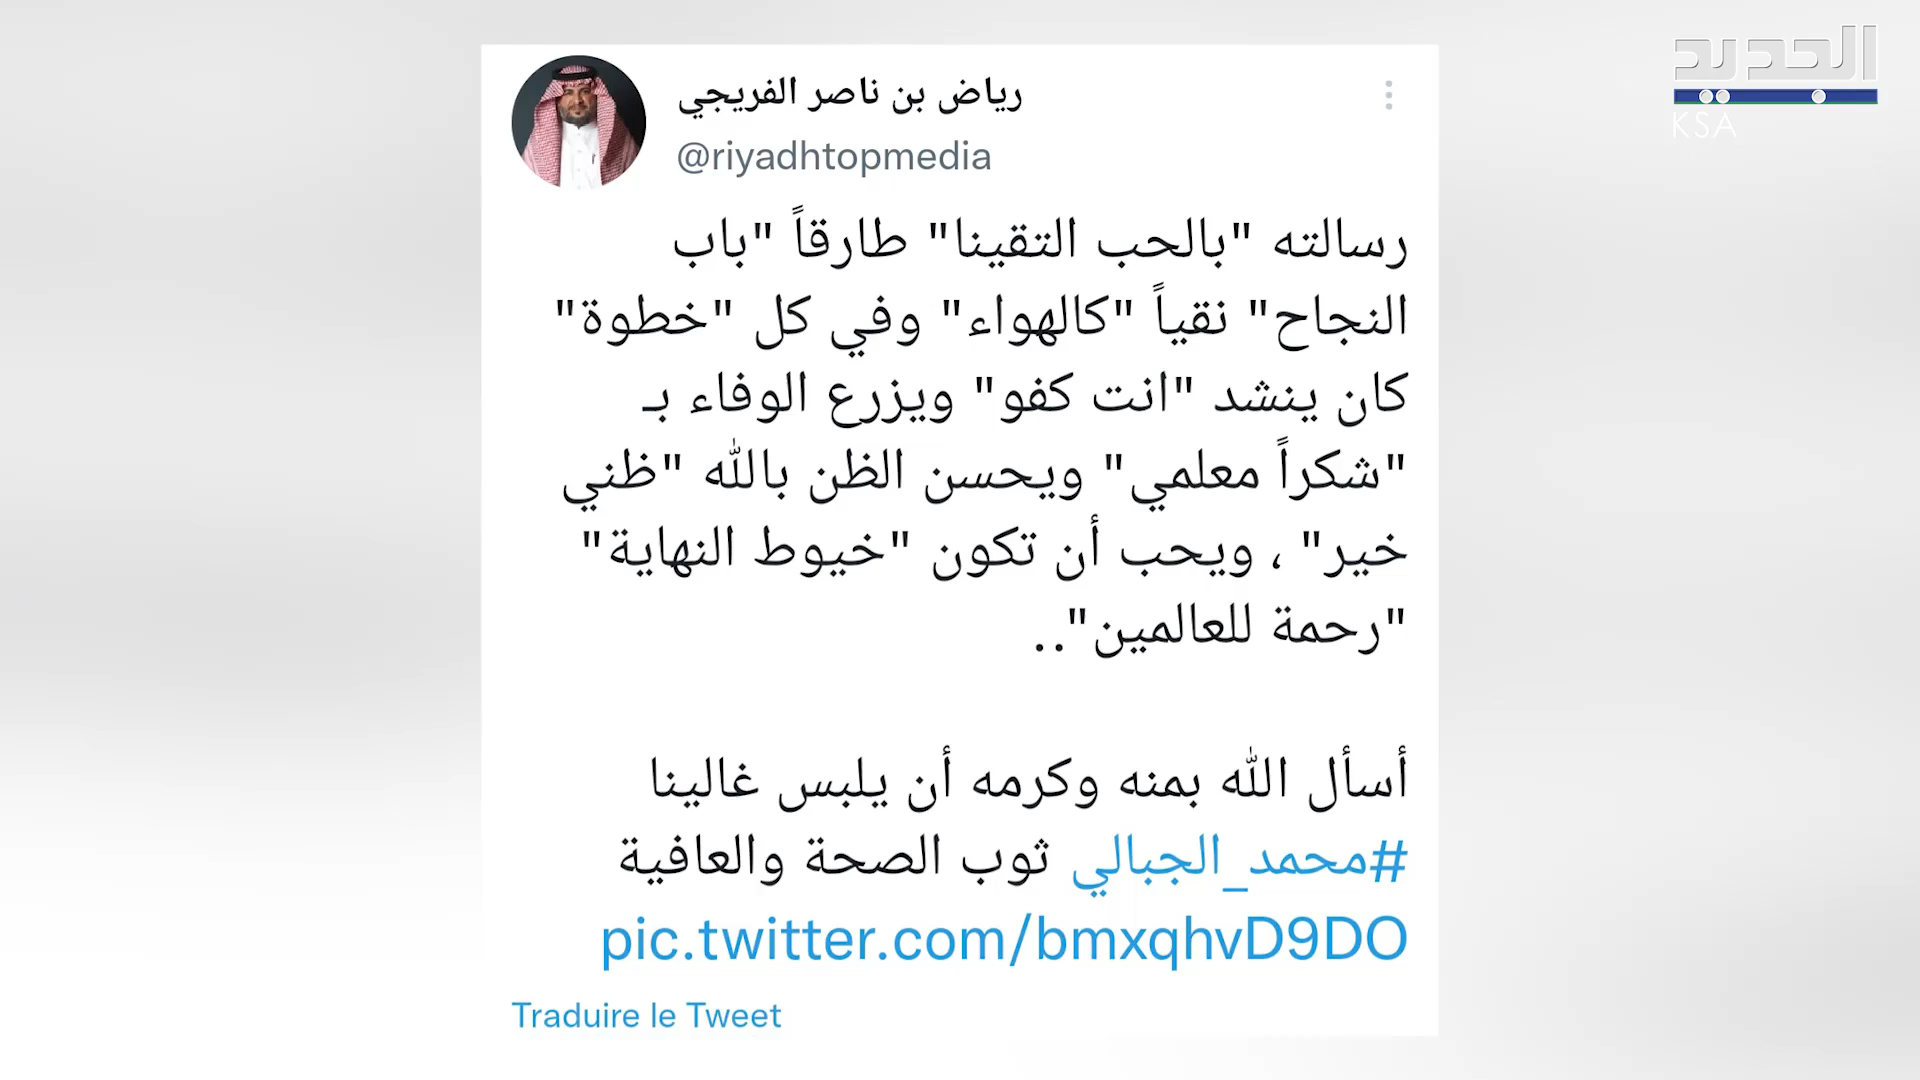 الجديد
KSA
رياض بن ناصر الفريجي
@riyadhtopmedia
رسالته "بالحب التقينا" طارقاً "باب
النجاح" نقياً "كالهواء" وفي كل "خطوة"
كان ينشد "انت كفو" ويزرع الوفاء بـ
"شكراً معلمي" ويحسن الظن بالله "ظني
خير" ، ويحب أن تكون "خيوط النهاية"
"رحمة للعالمين"..
أسأل الله بمنه وكرمه أن يلبس غالينا
#محمد_الجبالي ثوب الصحة والعافية
pic.twitter.com/bmxqhvD9DO
Traduire le Tweet